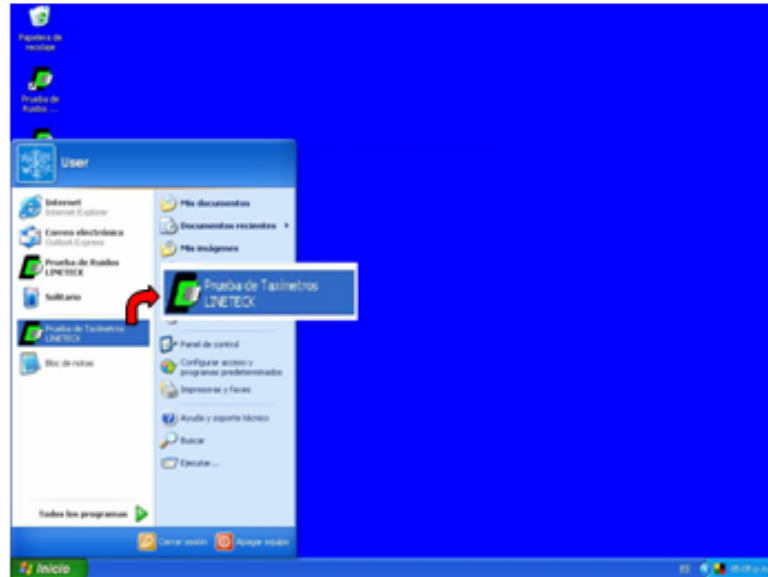 Papelera de
reciclaje
Prueba de
Ruidos ...
User
Internet
Internet Explorer
Correo electrónico
Outlook Express
Prueba de Ruidos
LINETECK
Solitario
Prueba de Taxímetros
LINETECK
Bloc de notas
Todos los programas
Mis documentos
Documentos recientes
Mis imágenes
Prueba de Taxímetros
LINETECK
Panel de control
Configurar acceso y
programas predeterminados
Impresoras y faxes
Ayuda y soporte técnico
Buscar
Ejecutar...
Cerrar sesión
Apagar equipo
Inicio
ES